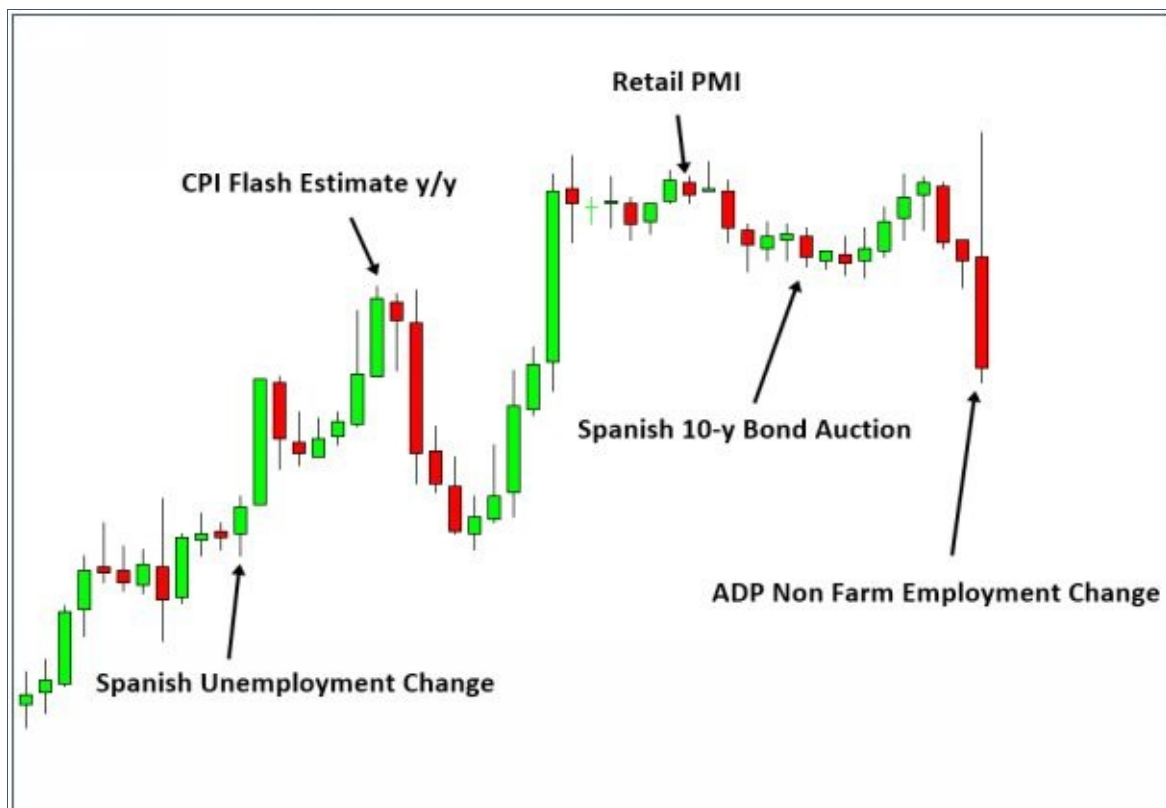 Retail PMI
CPI Flash Estimate y/y
Spanish 10-y Bond Auction
ADP Non Farm Employment Change
Spanish Unemployment Change